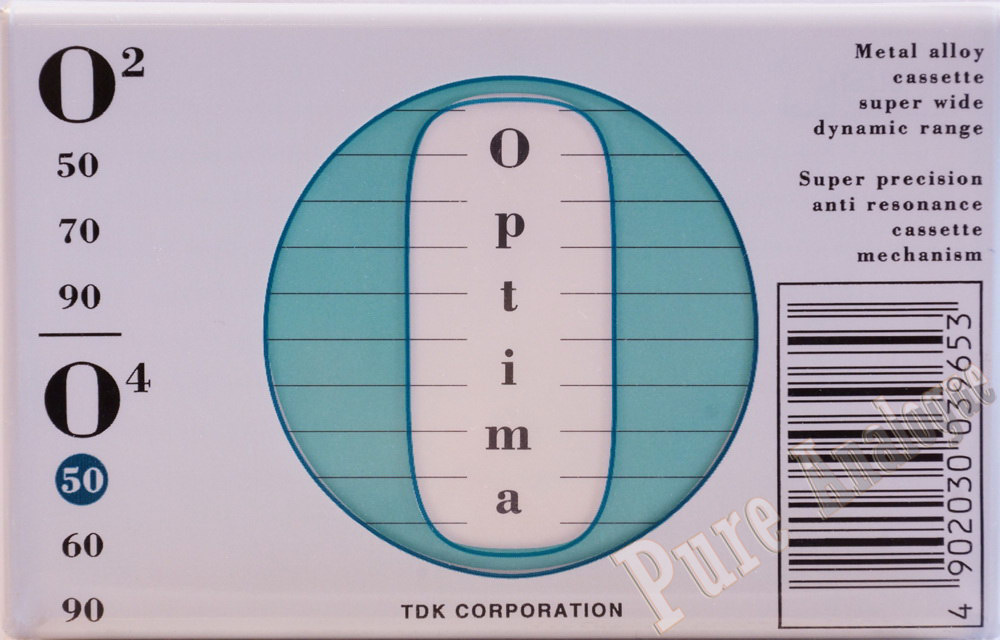 O²
50
70
90
O⁴
50
60
90
O
p
t
i
m
a
TDK CORPORATION
Metal alloy
cassette
super wide
dynamic range
Super precision
anti resonance
cassette
mechanism
4 902030 039653
Pure Analogue